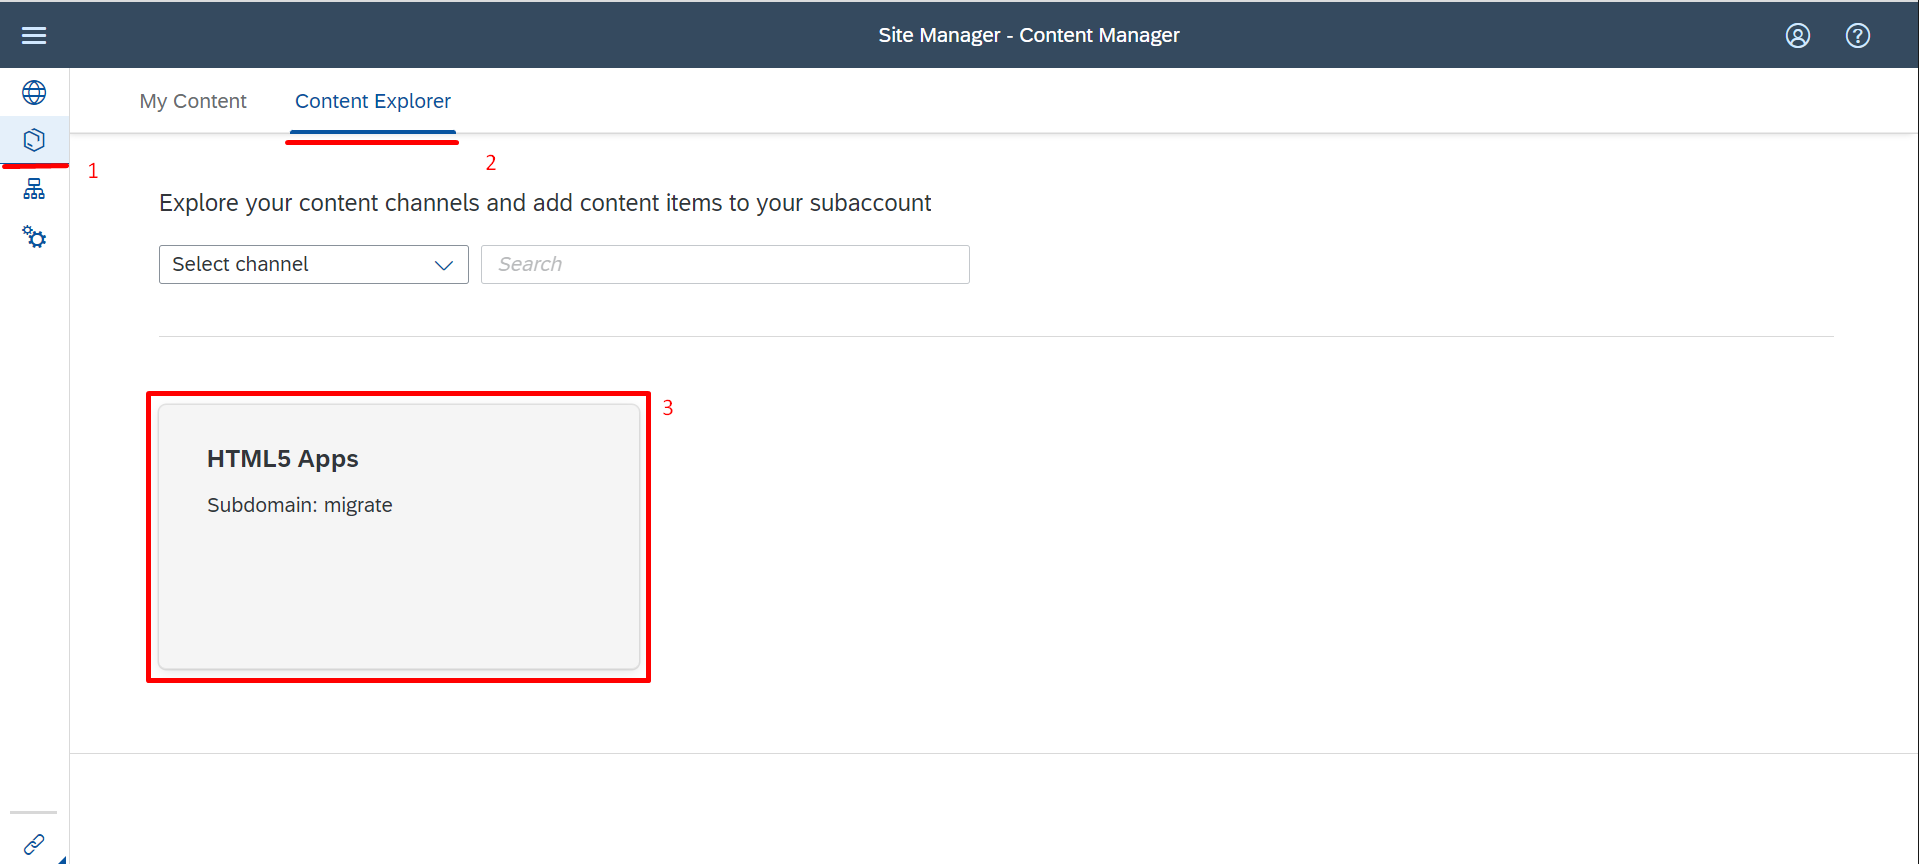 Site Manager - Content Manager
My Content
Content Explorer
1
2
Explore your content channels and add content items to your subaccount
Select channel
Search
3
HTML5 Apps
Subdomain: migrate